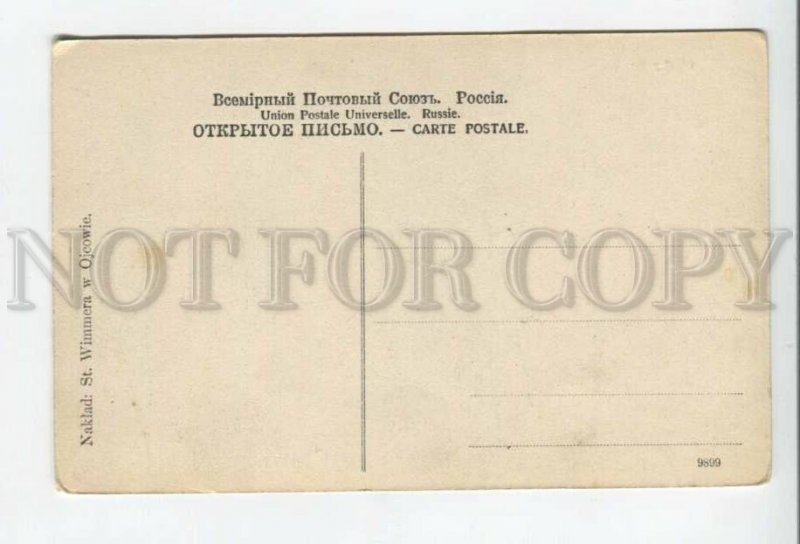 Всемірный Почтовый Союзъ. Россія.
Union Postale Universelle. Russie.
ОТКРЫТОЕ ПИСЬМО. — CARTE POSTALE.
Nakład: St. Wimmera w Ojcowie.
NOT FOR COPY
9899